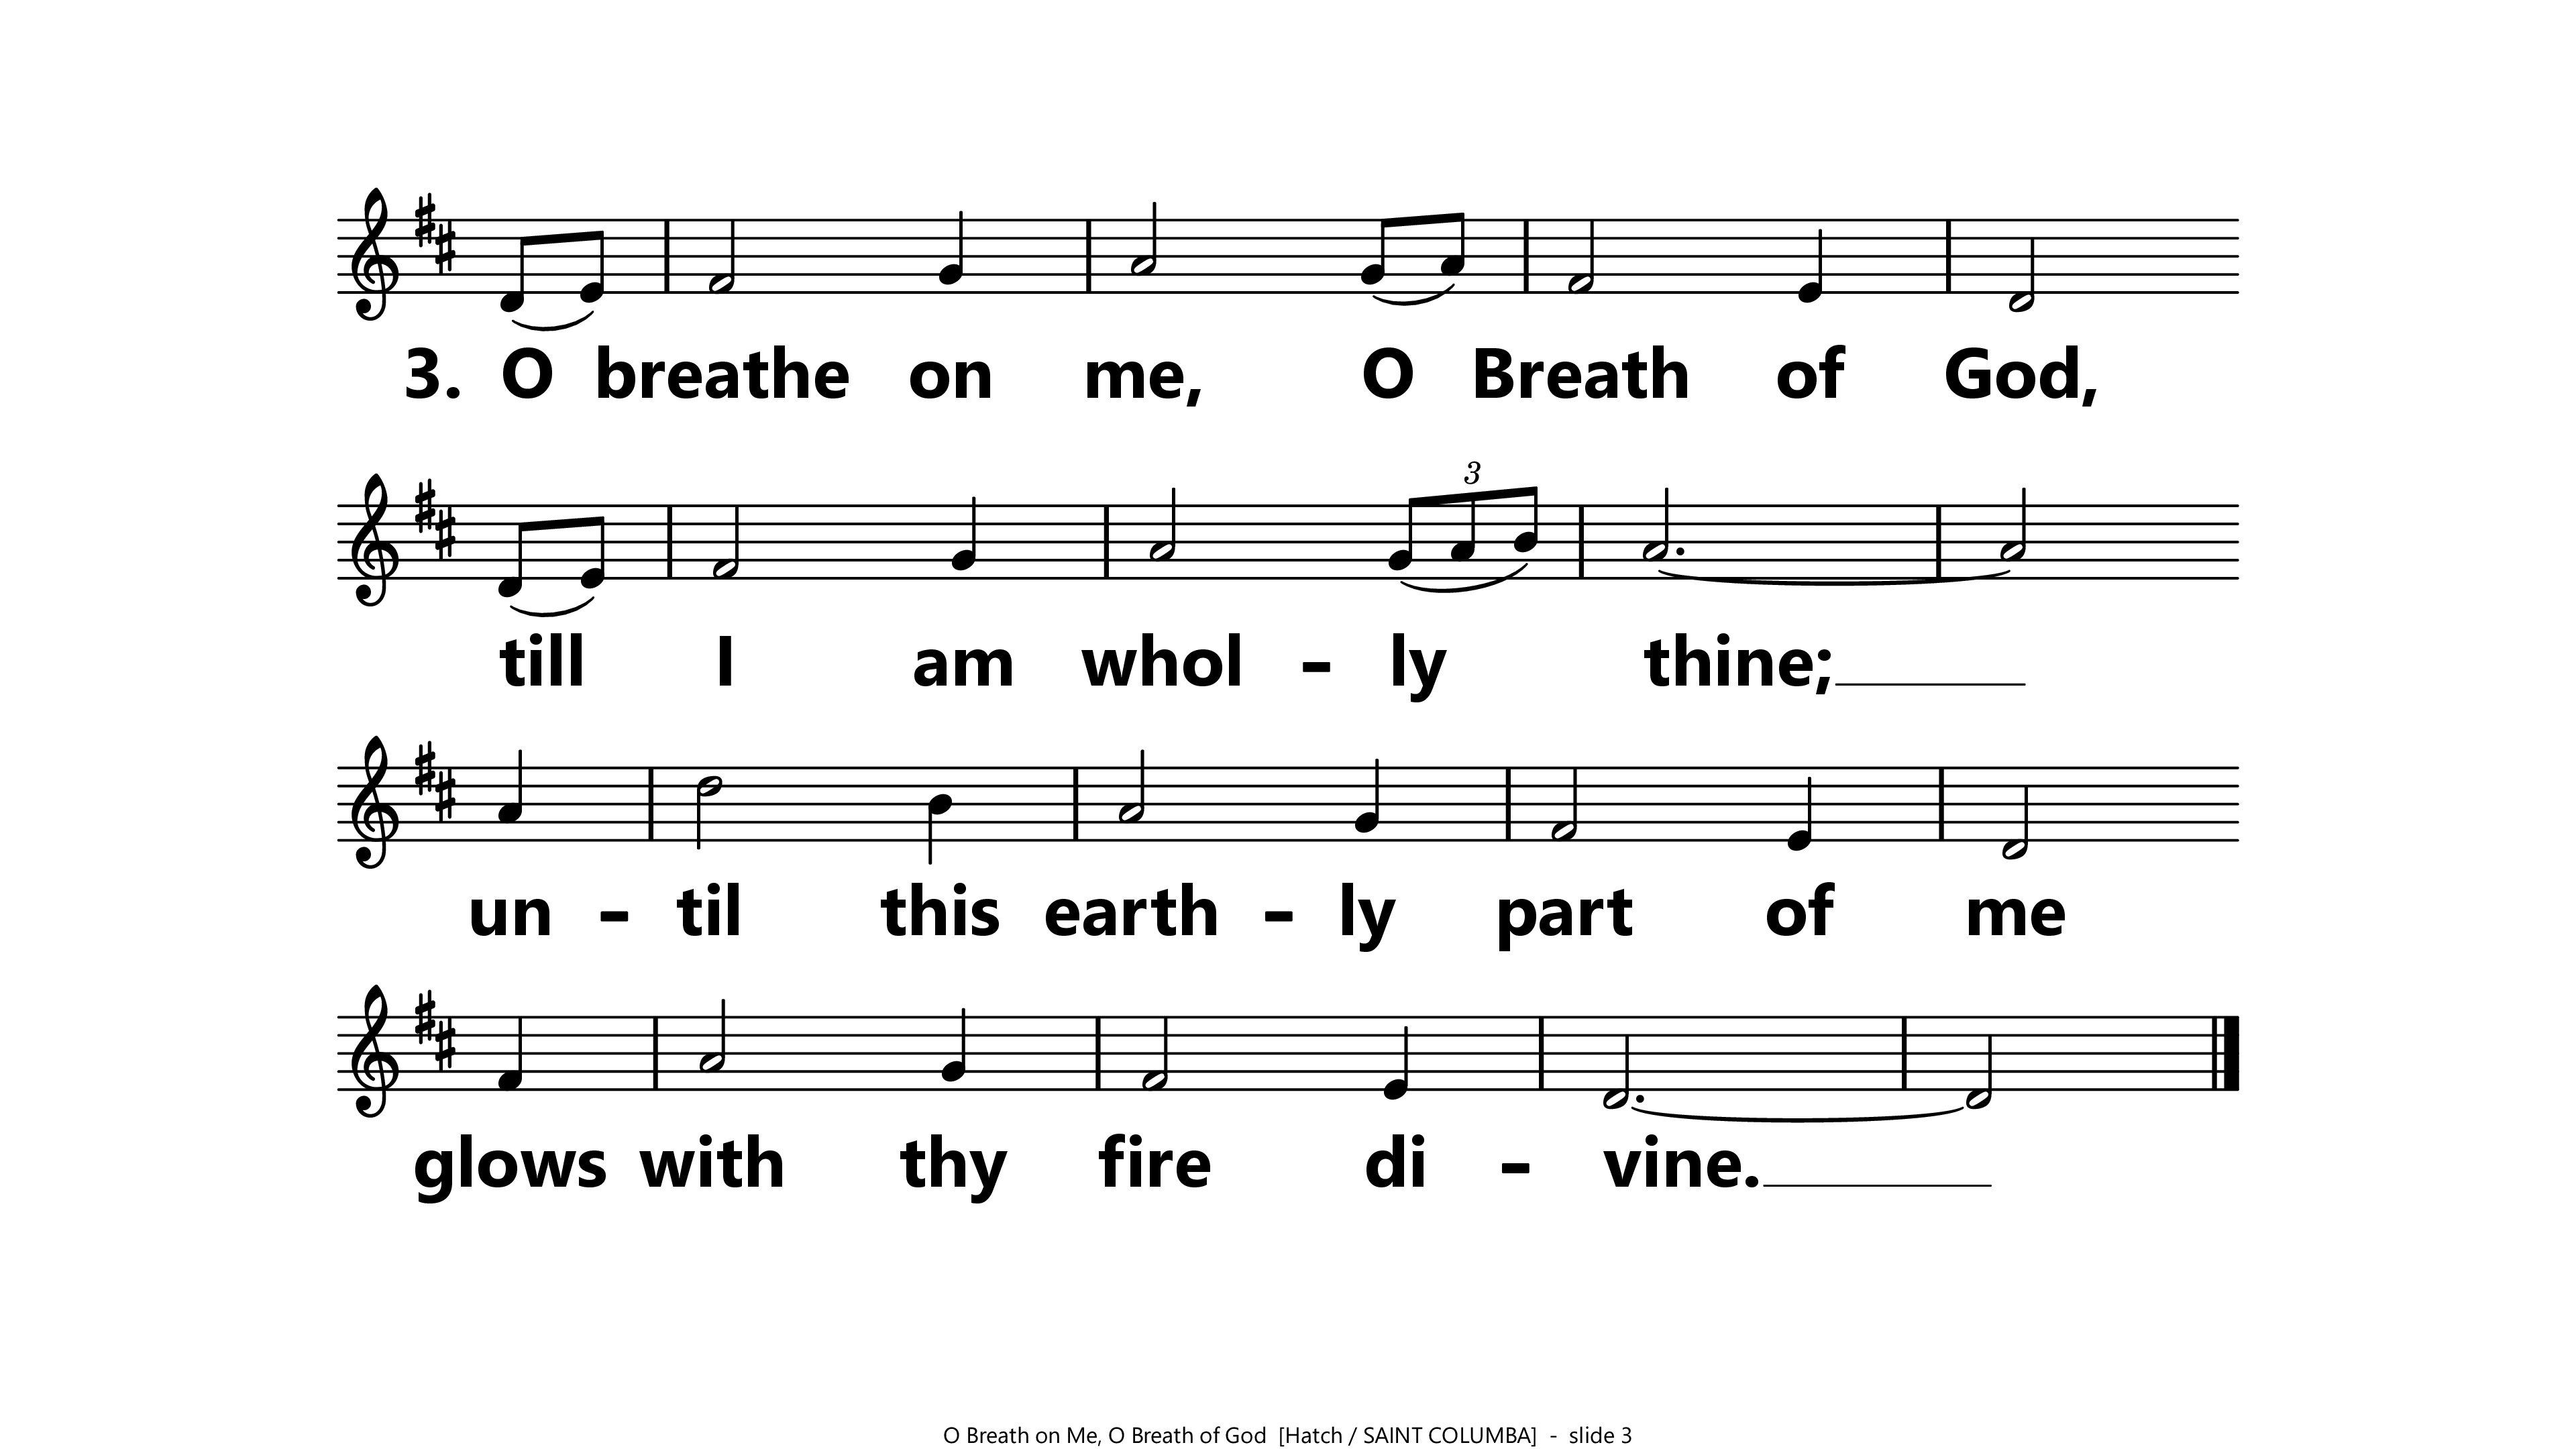 3. O breathe on me, O Breath of God,
3
till I am whol - ly thine;
un - til this earth - ly part of me
glows with thy fire di - vine.
O Breath on Me, O Breath of God [Hatch / SAINT COLUMBA] - slide 3